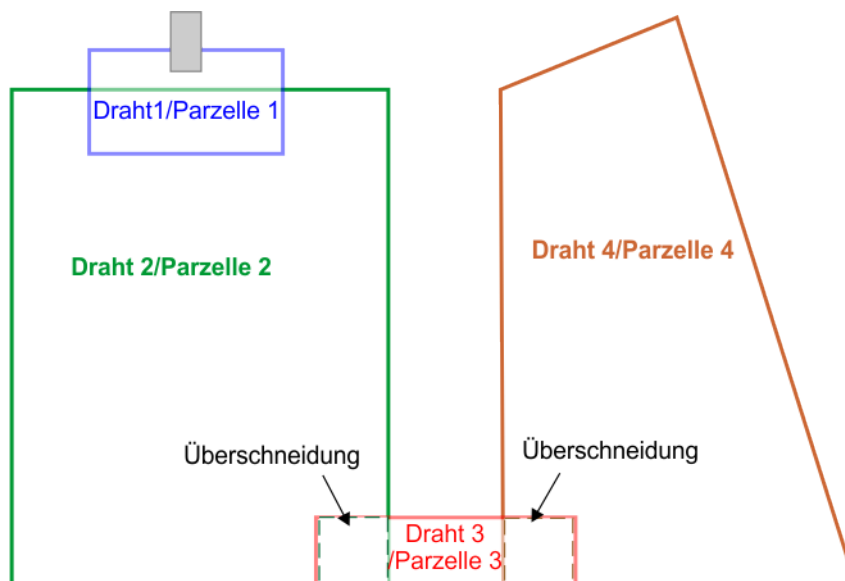 Draht1/Parzelle 1
Draht 2/Parzelle 2
Draht 4/Parzelle 4
Überschneidung
Überschneidung
Draht 3
/Parzelle 3